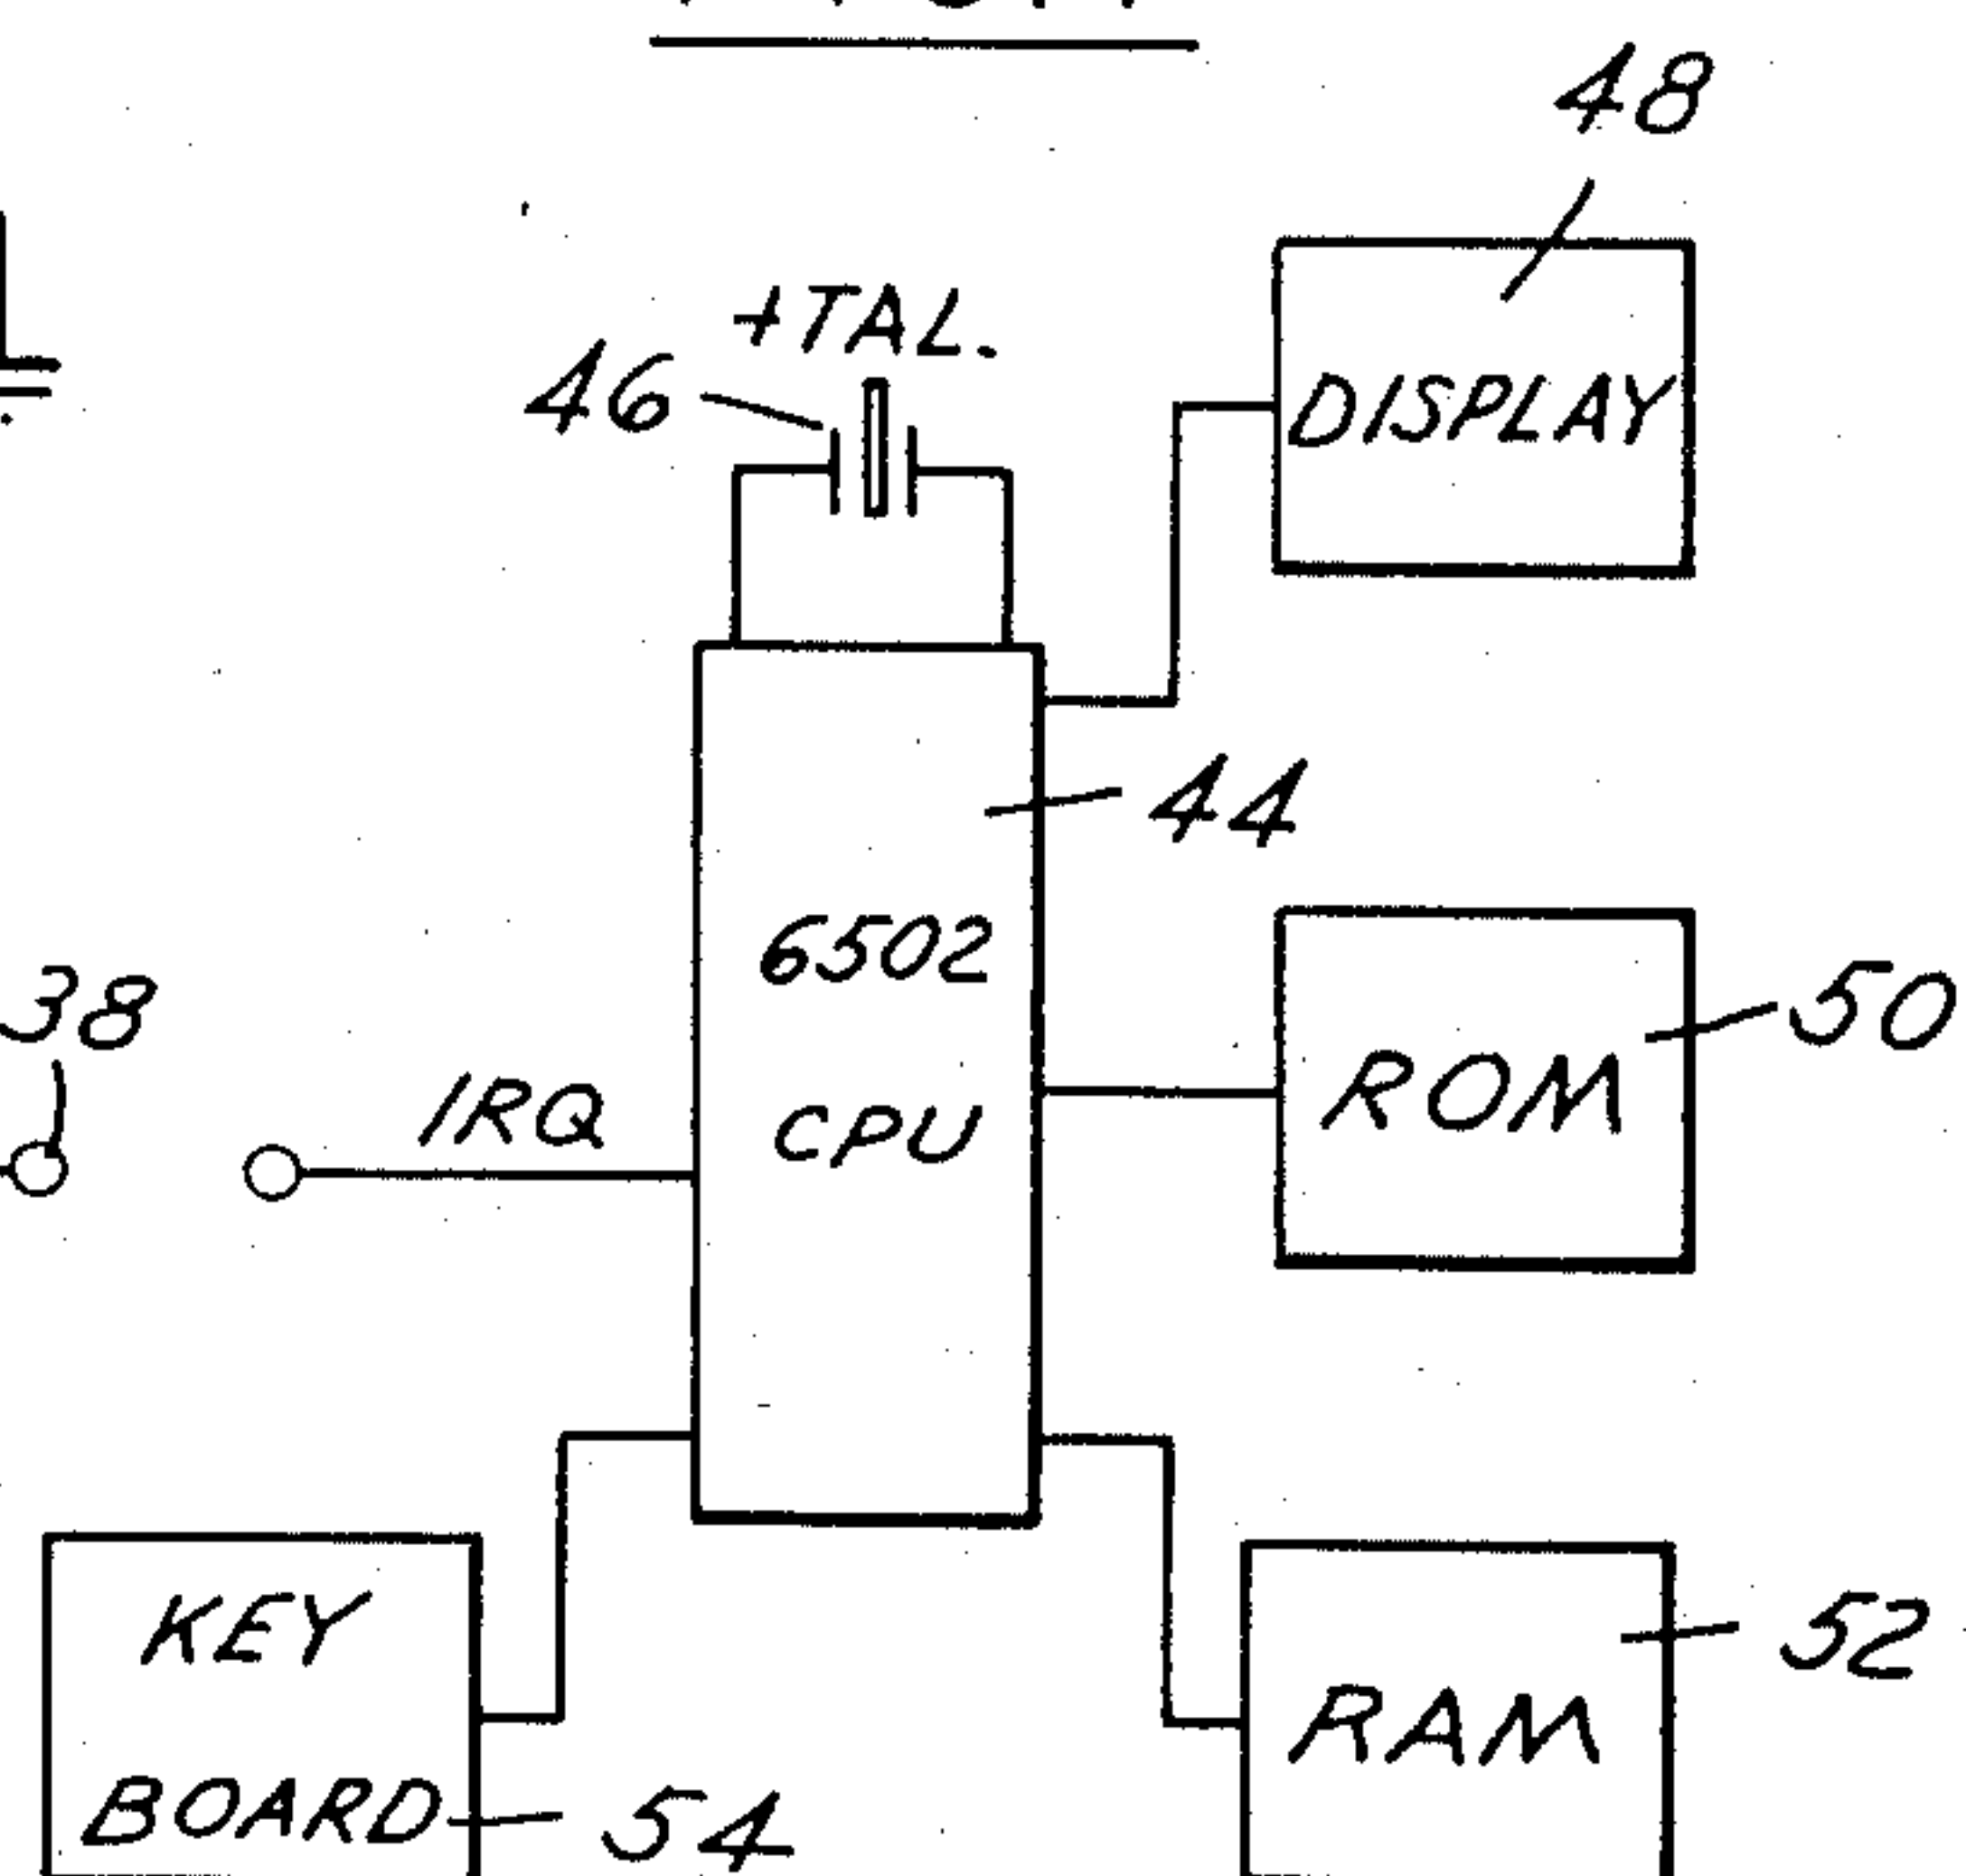 48
+TAL.
46
DISPLAY
44
6502
CPU
38
IRQ
50
ROM
KEY
BOARD
54
52
RAM